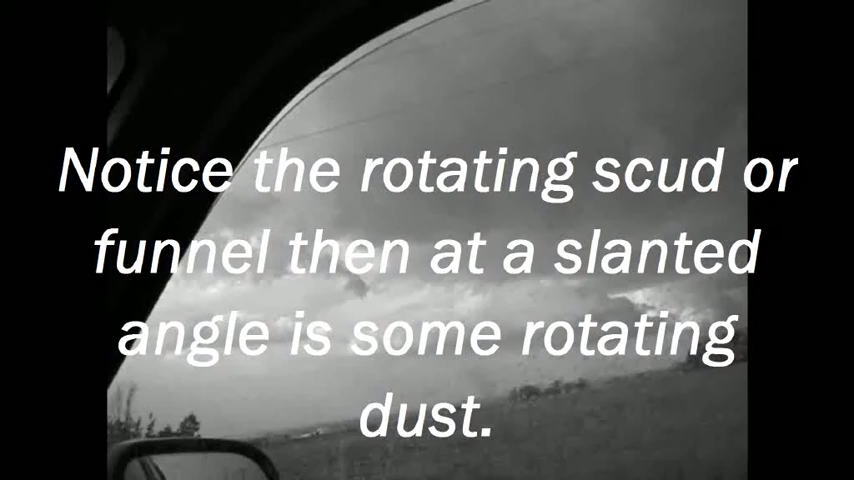 Notice the rotating scud or
funnel then at a slanted
angle is some rotating
dust.